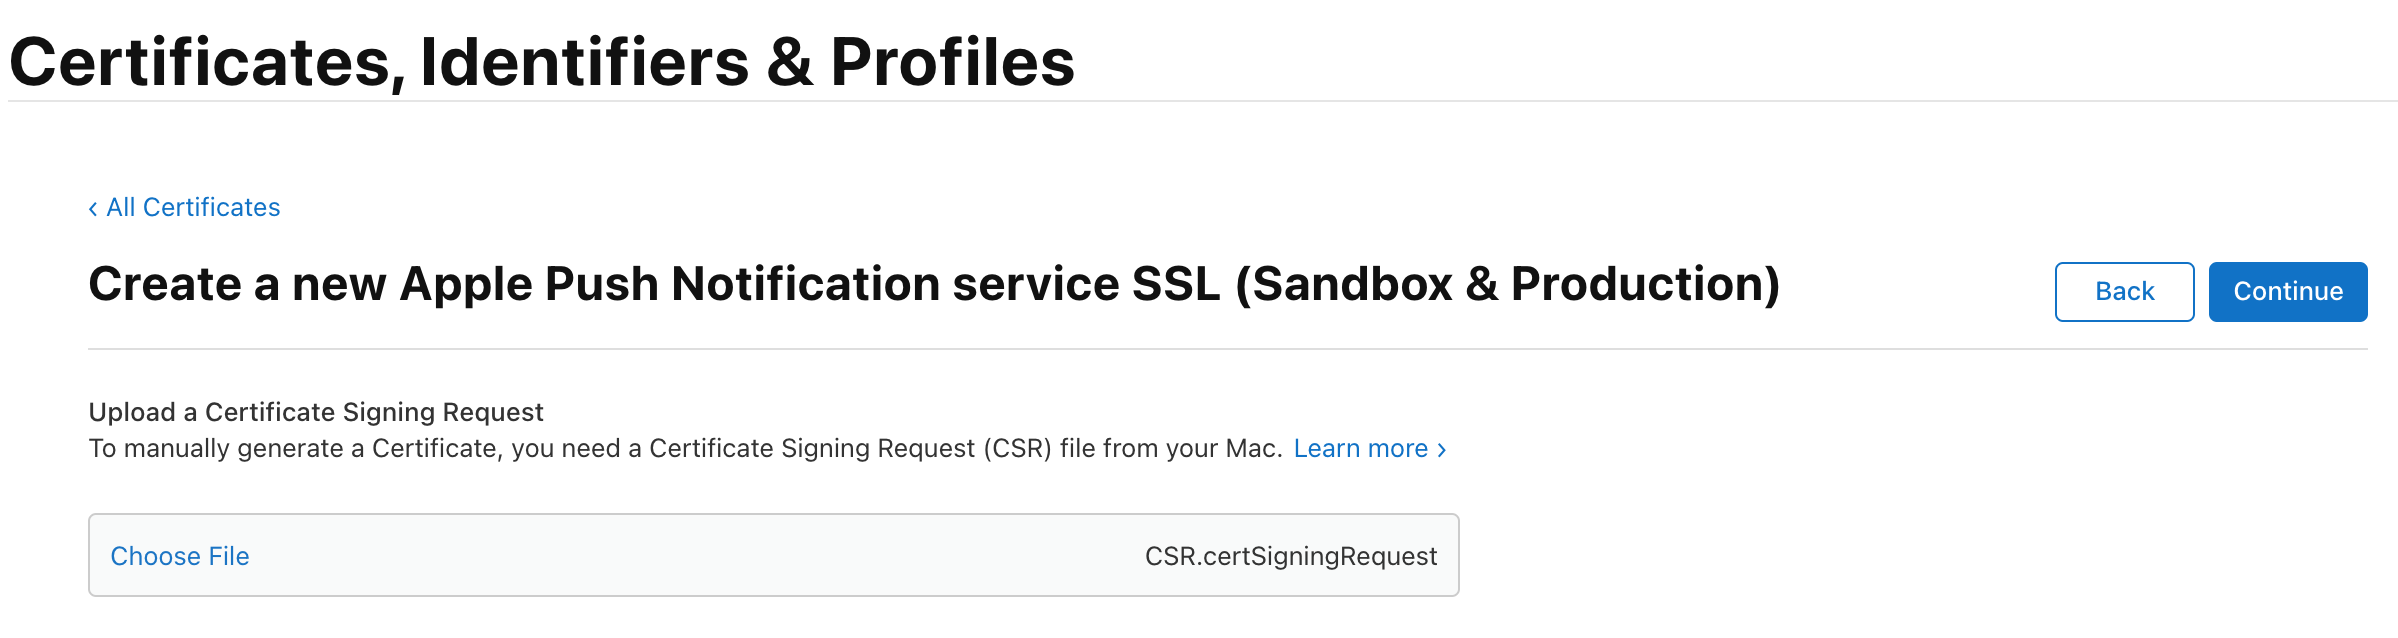 Certificates, Identifiers & Profiles
‹ All Certificates
Create a new Apple Push Notification service SSL (Sandbox & Production)
Back
Continue
Upload a Certificate Signing Request
To manually generate a Certificate, you need a Certificate Signing Request (CSR) file from your Mac. Learn more ›
Choose File
CSR.certSigningRequest